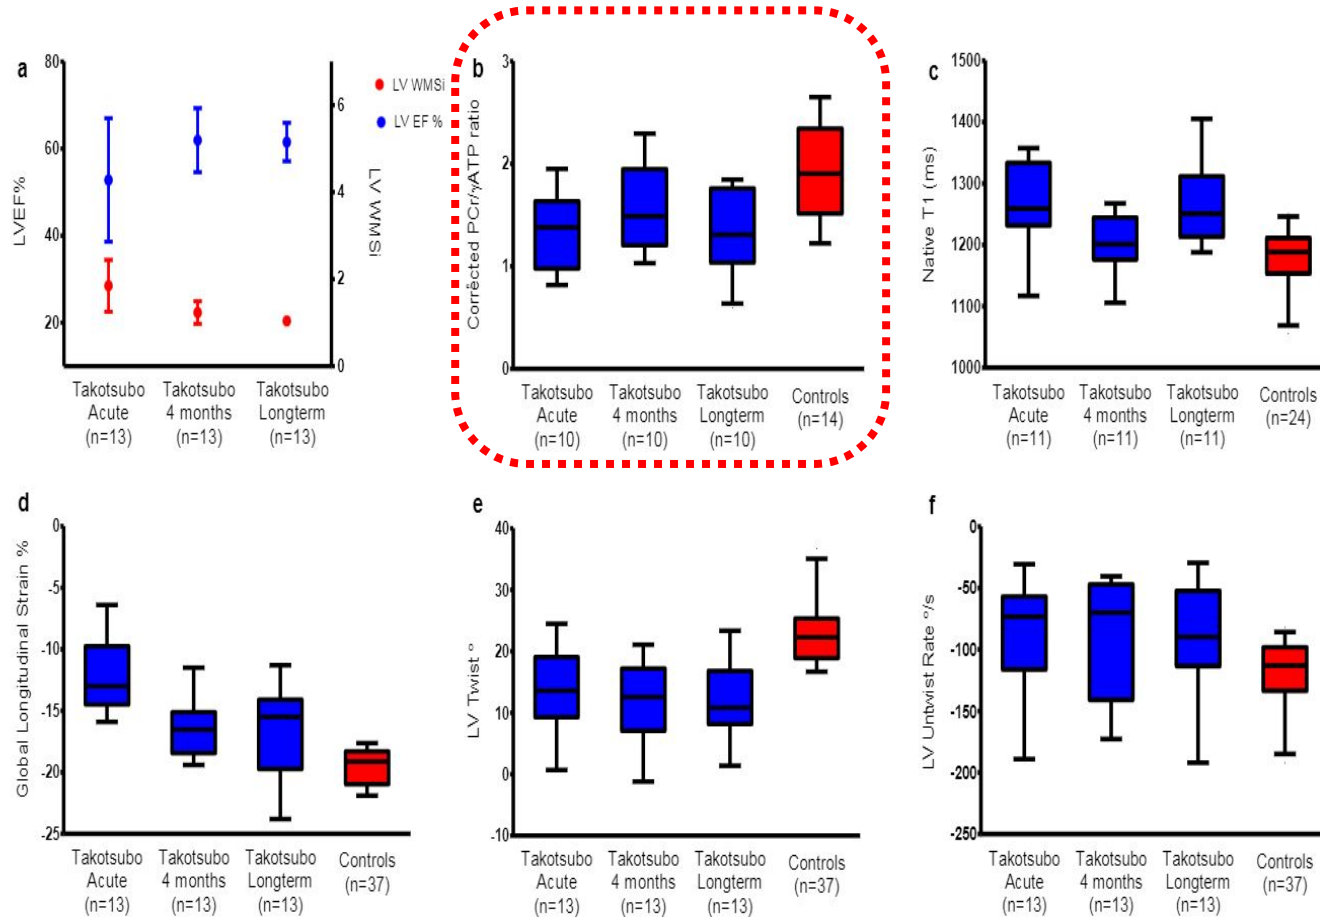 a
LVEF%
80
60
40
20
6
4
2
0
LV WMSi
LV WMSi
LV EF %
Takotsubo
Acute
(n=13)
Takotsubo
4 months
(n=13)
Takotsubo
Longterm
(n=13)
b
Corrected PCr/γATP ratio
3
2
1
0
Takotsubo
Acute
(n=10)
Takotsubo
4 months
(n=10)
Takotsubo
Longterm
(n=10)
Controls
(n=14)
c
Native T1 (ms)
1500
1400
1300
1200
1100
1000
Takotsubo
Acute
(n=11)
Takotsubo
4 months
(n=11)
Takotsubo
Longterm
(n=11)
Controls
(n=24)
d
Global Longitudinal Strain %
0
-5
-10
-15
-20
-25
Takotsubo
Acute
(n=13)
Takotsubo
4 months
(n=13)
Takotsubo
Longterm
(n=13)
Controls
(n=37)
e
LV Twist °
40
30
20
10
0
-10
Takotsubo
Acute
(n=13)
Takotsubo
4 months
(n=13)
Takotsubo
Longterm
(n=13)
Controls
(n=37)
f
LV Untwist Rate °/s
0
-50
-100
-150
-200
-250
Takotsubo
Acute
(n=13)
Takotsubo
4 months
(n=13)
Takotsubo
Longterm
(n=13)
Controls
(n=37)